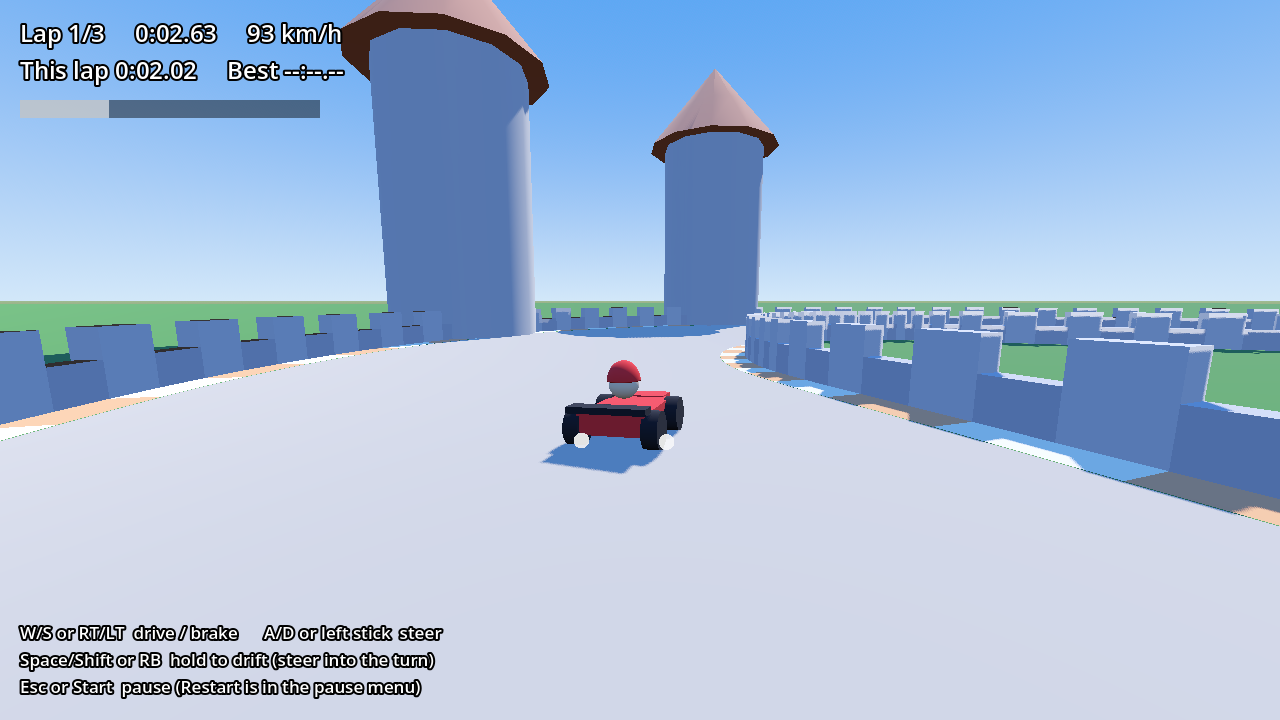 Lap 1/3 0:02.63 93 km/h
This lap 0:02.02 Best --:--.--
W/S or RT/LT drive / brake A/D or left stick steer
Space/Shift or RB hold to drift (steer into the turn)
Esc or Start pause (Restart is in the pause menu)